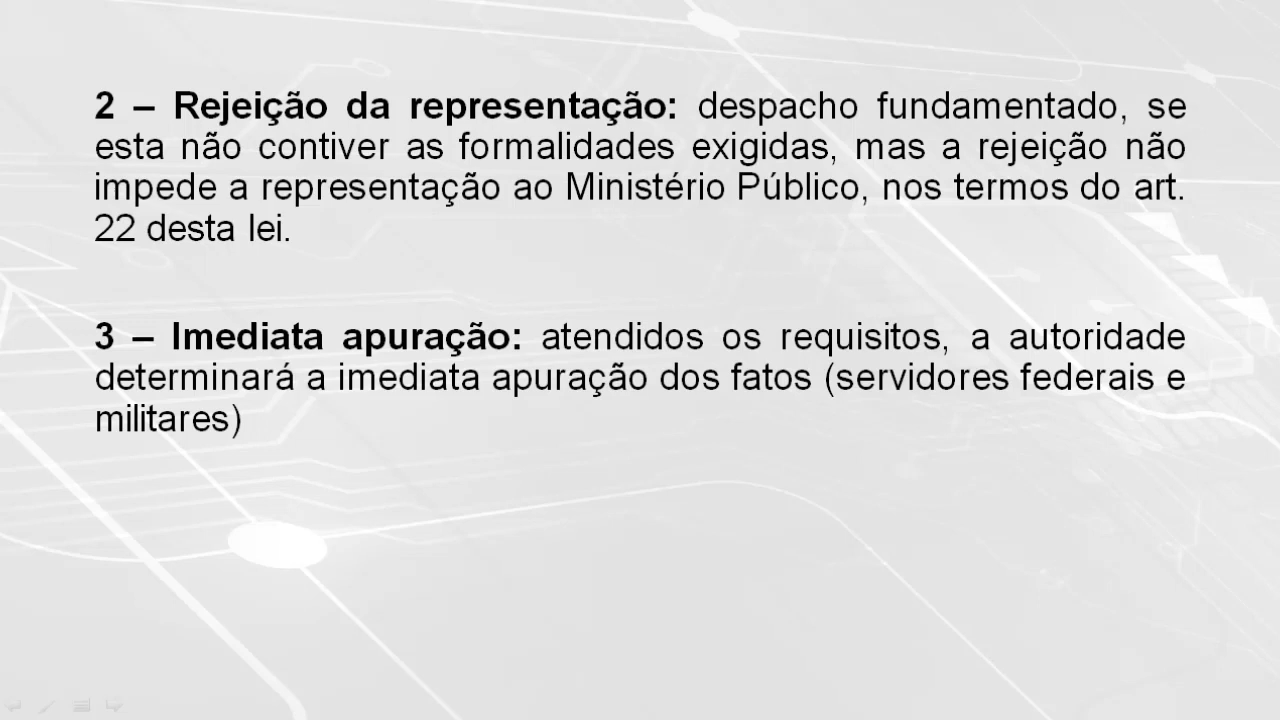 2 – Rejeição da representação: despacho fundamentado, se
esta não contiver as formalidades exigidas, mas a rejeição não
impede a representação ao Ministério Público, nos termos do art.
22 desta lei.
3 – Imediata apuração: atendidos os requisitos, a autoridade
determinará a imediata apuração dos fatos (servidores federais e
militares)